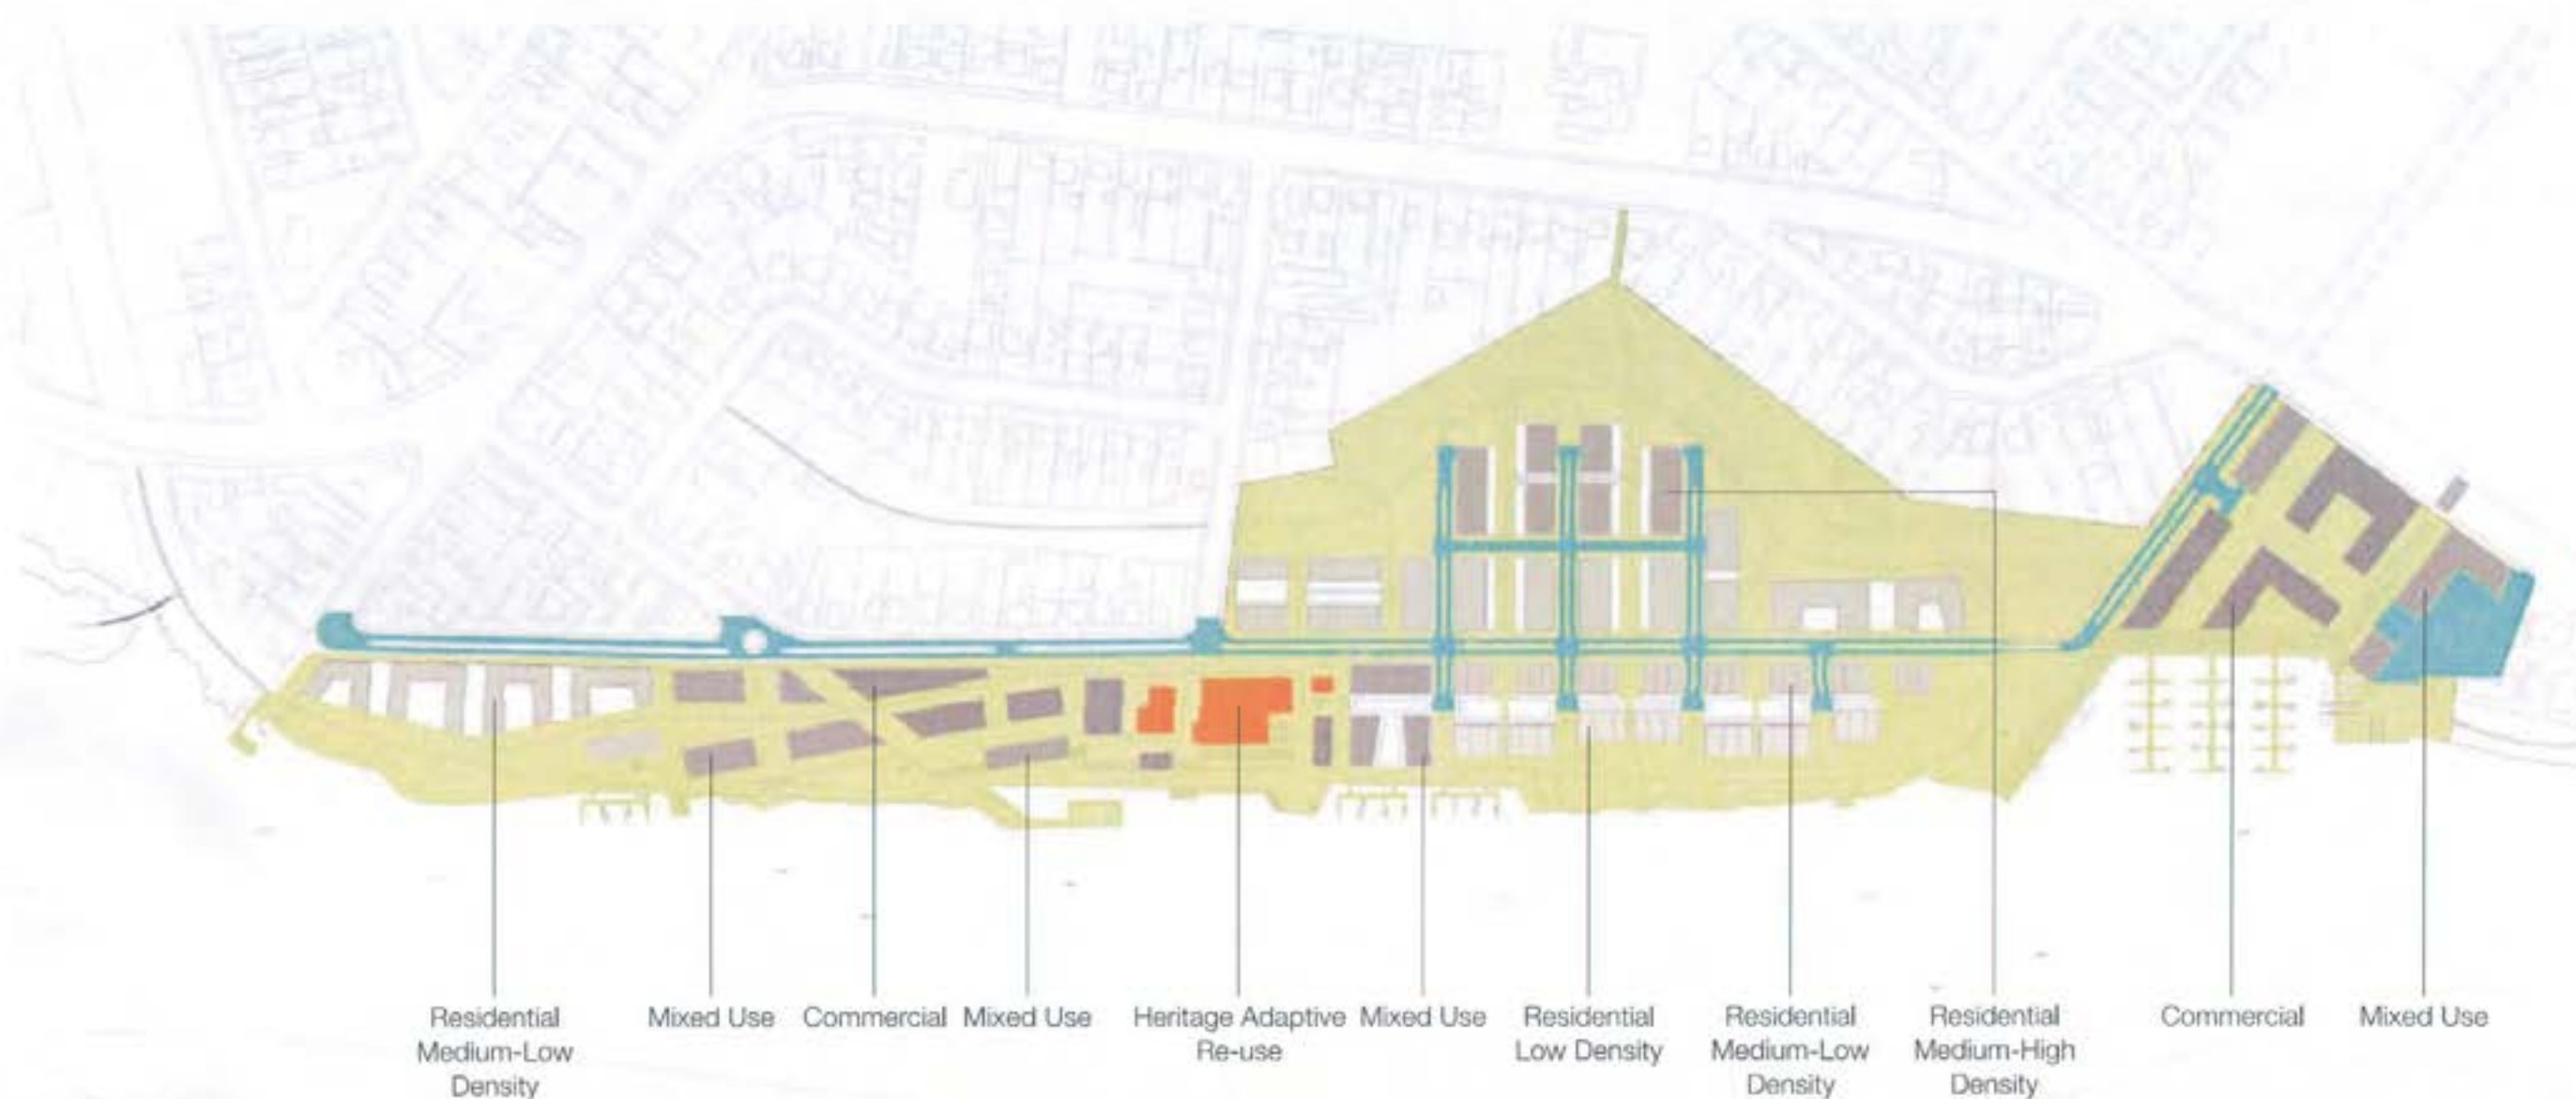 Residential
Medium-Low
Density
Mixed Use
Commercial
Mixed Use
Heritage Adaptive
Re-use
Mixed Use
Residential
Low Density
Residential
Medium-Low
Density
Residential
Medium-High
Density
Commercial
Mixed Use